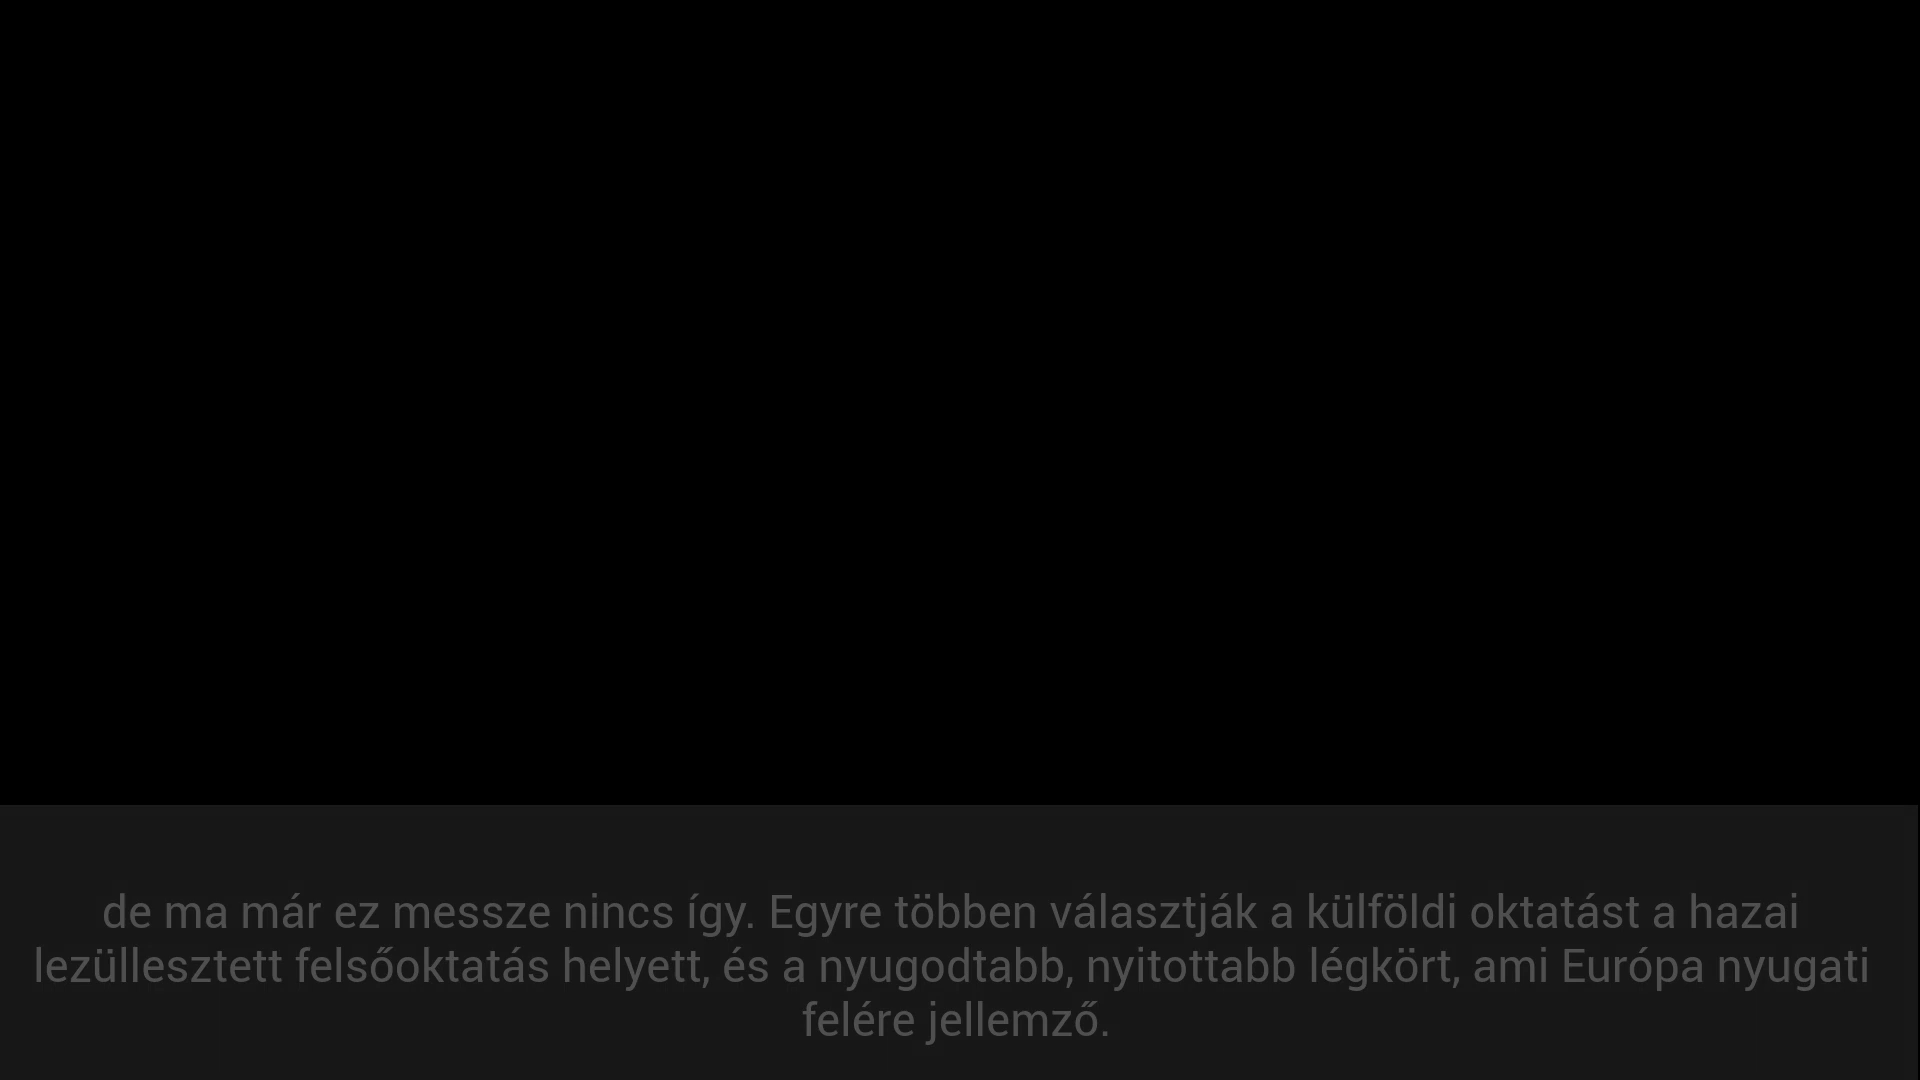 de ma már ez messze nincs így. Egyre többen választják a külföldi oktatást a hazai
lezüllesztett felsőoktatás helyett, és a nyugodtabb, nyitottabb légkört, ami Európa nyugati
felére jellemző.